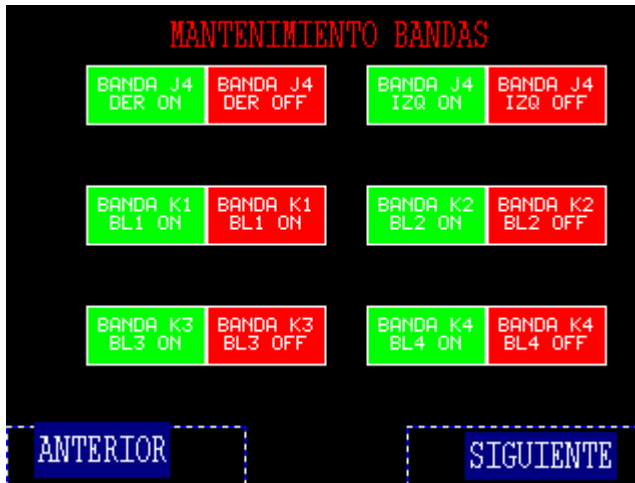 MANTENIMIENTO BANDAS
BANDA J4
DER ON
BANDA J4
DER OFF
BANDA J4
IZQ ON
BANDA J4
IZQ OFF
BANDA K1
BL1 ON
BANDA K1
BL1 ON
BANDA K2
BL2 ON
BANDA K2
BL2 OFF
BANDA K3
BL3 ON
BANDA K3
BL3 OFF
BANDA K4
BL4 ON
BANDA K4
BL4 OFF
ANTERIOR
SIGUIENTE